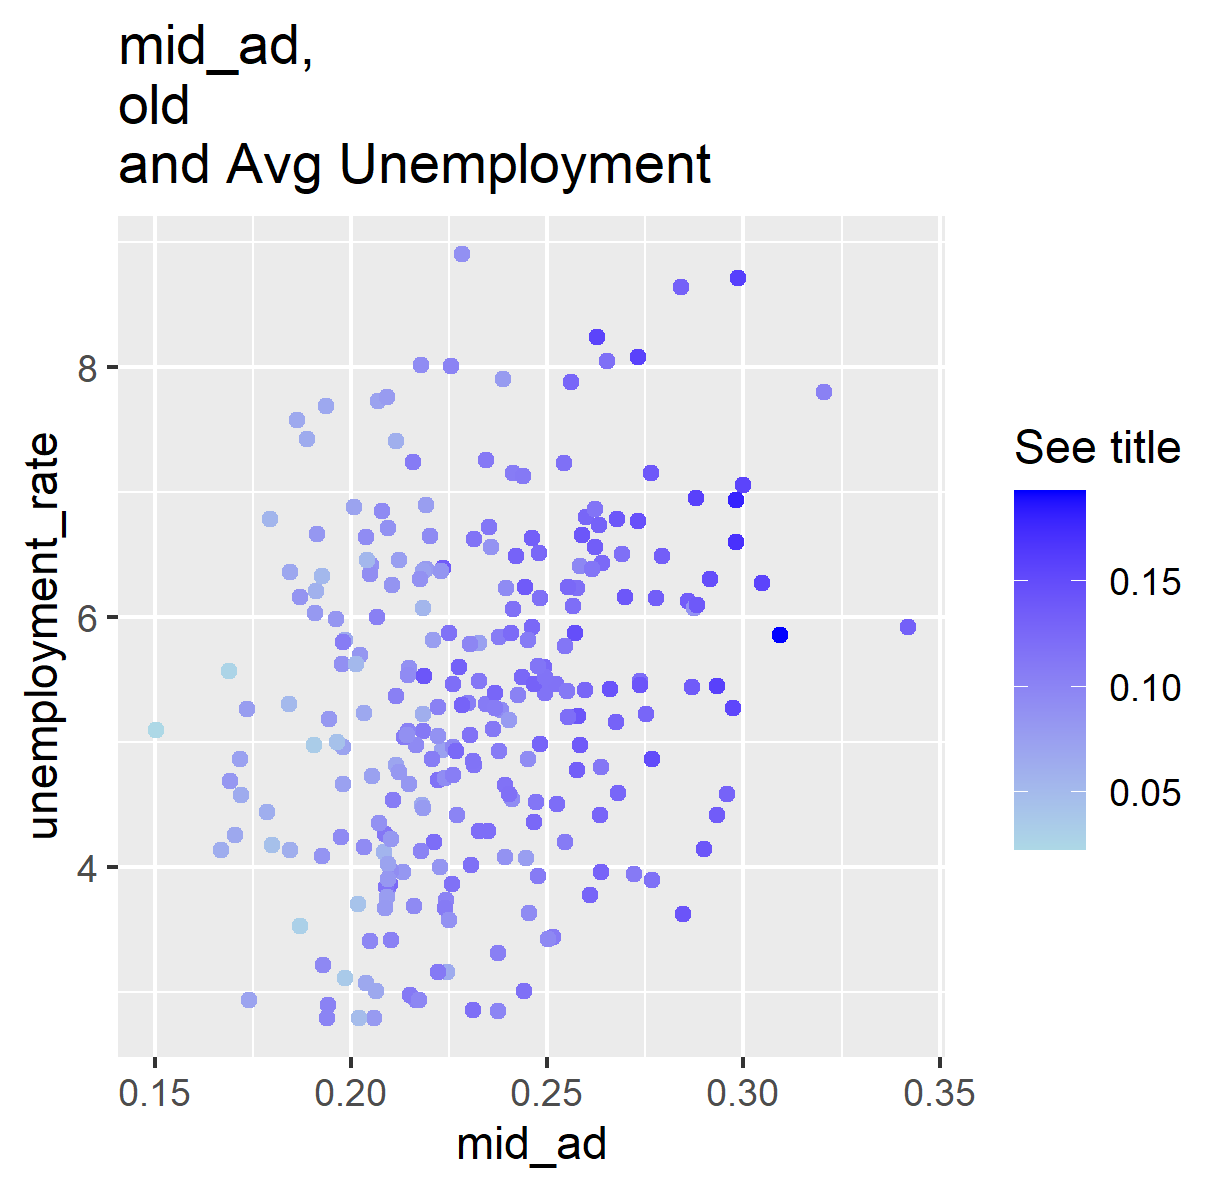 mid_ad,
old
and Avg Unemployment
unemployment_rate
8
6
4
0.15 0.20 0.25 0.30 0.35
mid_ad
See title
0.15
0.10
0.05